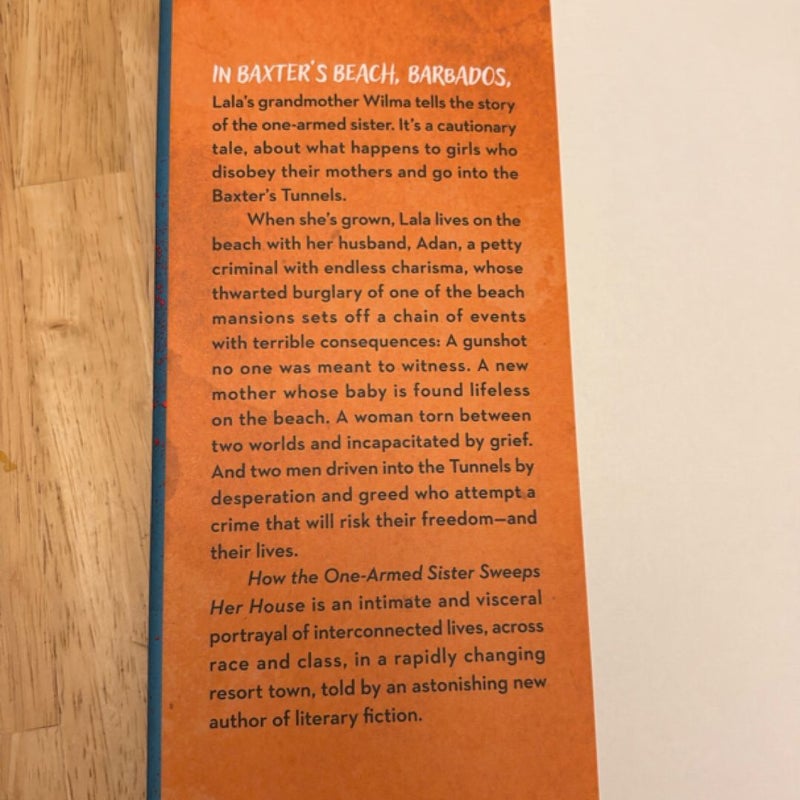 IN BAXTER'S BEACH, BARBADOS,
Lala's grandmother Wilma tells the story
of the one-armed sister. It's a cautionary
tale, about what happens to girls who
disobey their mothers and go into the
Baxter's Tunnels.
When she's grown, Lala lives on the
beach with her husband, Adan, a petty
criminal with endless charisma, whose
thwarted burglary of one of the beach
mansions sets off a chain of events
with terrible consequences: A gunshot
no one was meant to witness. A new
mother whose baby is found lifeless
on the beach. A woman torn between
two worlds and incapacitated by grief.
And two men driven into the Tunnels by
desperation and greed who attempt a
crime that will risk their freedom—and
their lives.
How the One-Armed Sister Sweeps
Her House is an intimate and visceral
portrayal of interconnected lives, across
race and class, in a rapidly changing
resort town, told by an astonishing new
author of literary fiction.